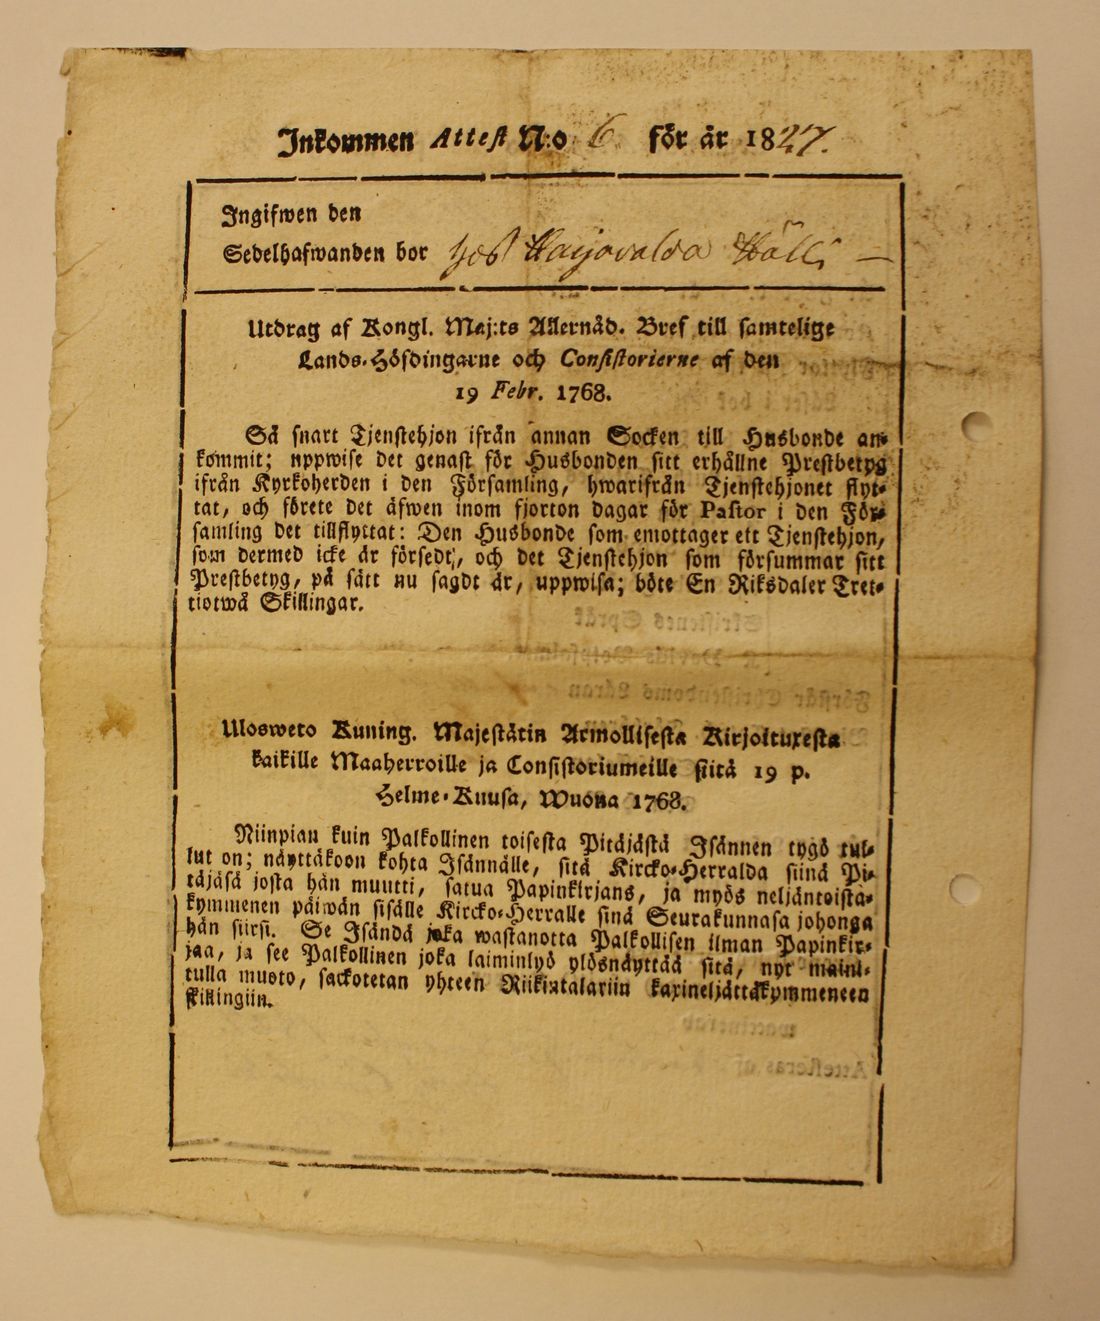 Inkommen Attest N:o 6 för år 1827.
Ingifwen den
Sedelhafwanden bor hos
Utdrag af Kongl. Maj:ts Allernåd. Bref till samtelige
Lands-Höfdingarne och Consistorierne af den
19 Febr. 1768.
Så snart Tjenstehjon ifrån annan Socken till Husbonde an-
kommit; uppwise det genast för Husbonden sitt erhållne Prestbetyg
ifrån Kyrkoherden i den Församling, hwarifrån Tjenstehjonet flyt-
tat, och förete det äfwen inom fjorton dagar för Pastor i den För-
samling det tillflyttat: Den Husbonde som emottager ett Tjenstehjon,
som dermed icke är försedt, och det Tjenstehjon som försummar sitt
Prestbetyg, på sätt nu sagdt är, uppwisa; böte En Riksdaler Tret-
tiotwå Skillingar.
Ulosweto Kuning. Majestätin Armollisesta Kirjoituxesta
kaikille Maaherroille ja Consistoriumeille siitä 19 p.
Helme-Kuusa, Wuona 1768.
Niinpian kuin Palkollinen toisesta Pitäjästä Isännen tygö tul-
lut on; näyttäkoon kohta Isännälle, sitä Kircko-Herralda siinä Pi-
täjäsä josta hän muutti, satua Papinkirjans, ja myös neljäntoista-
kymmenen päiwän sisälle Kircko-Herralle siinä Seurakunnasa johonga
hän siirsi. Se Isändä joka wastanotta Palkollisen ilman Papinkir-
jaa, ja see Palkollinen joka laiminlyö ylösnäyttää sitä, nyt maini-
tulla muoto, sackotetan yhteen Riikintalariin kaxineljättäkymmeneen
skillingiin.